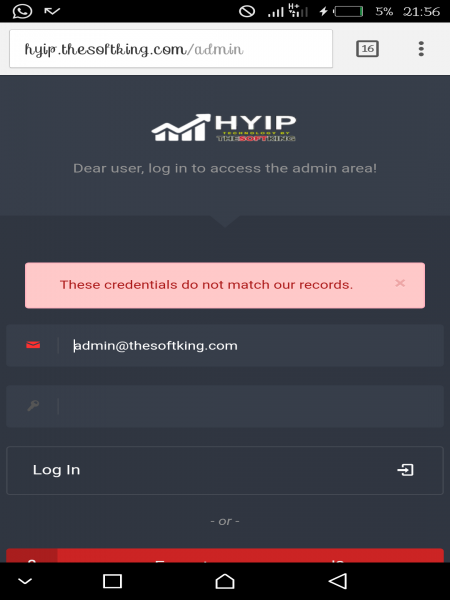 H+
5% 21:56
hyip.thesoftking.com/admin
16
HYIP
TECHNOLOGY BY
THESOFTKING
Dear user, log in to access the admin area!
These credentials do not match our records.
×
admin@thesoftking.com
Log In
- or -